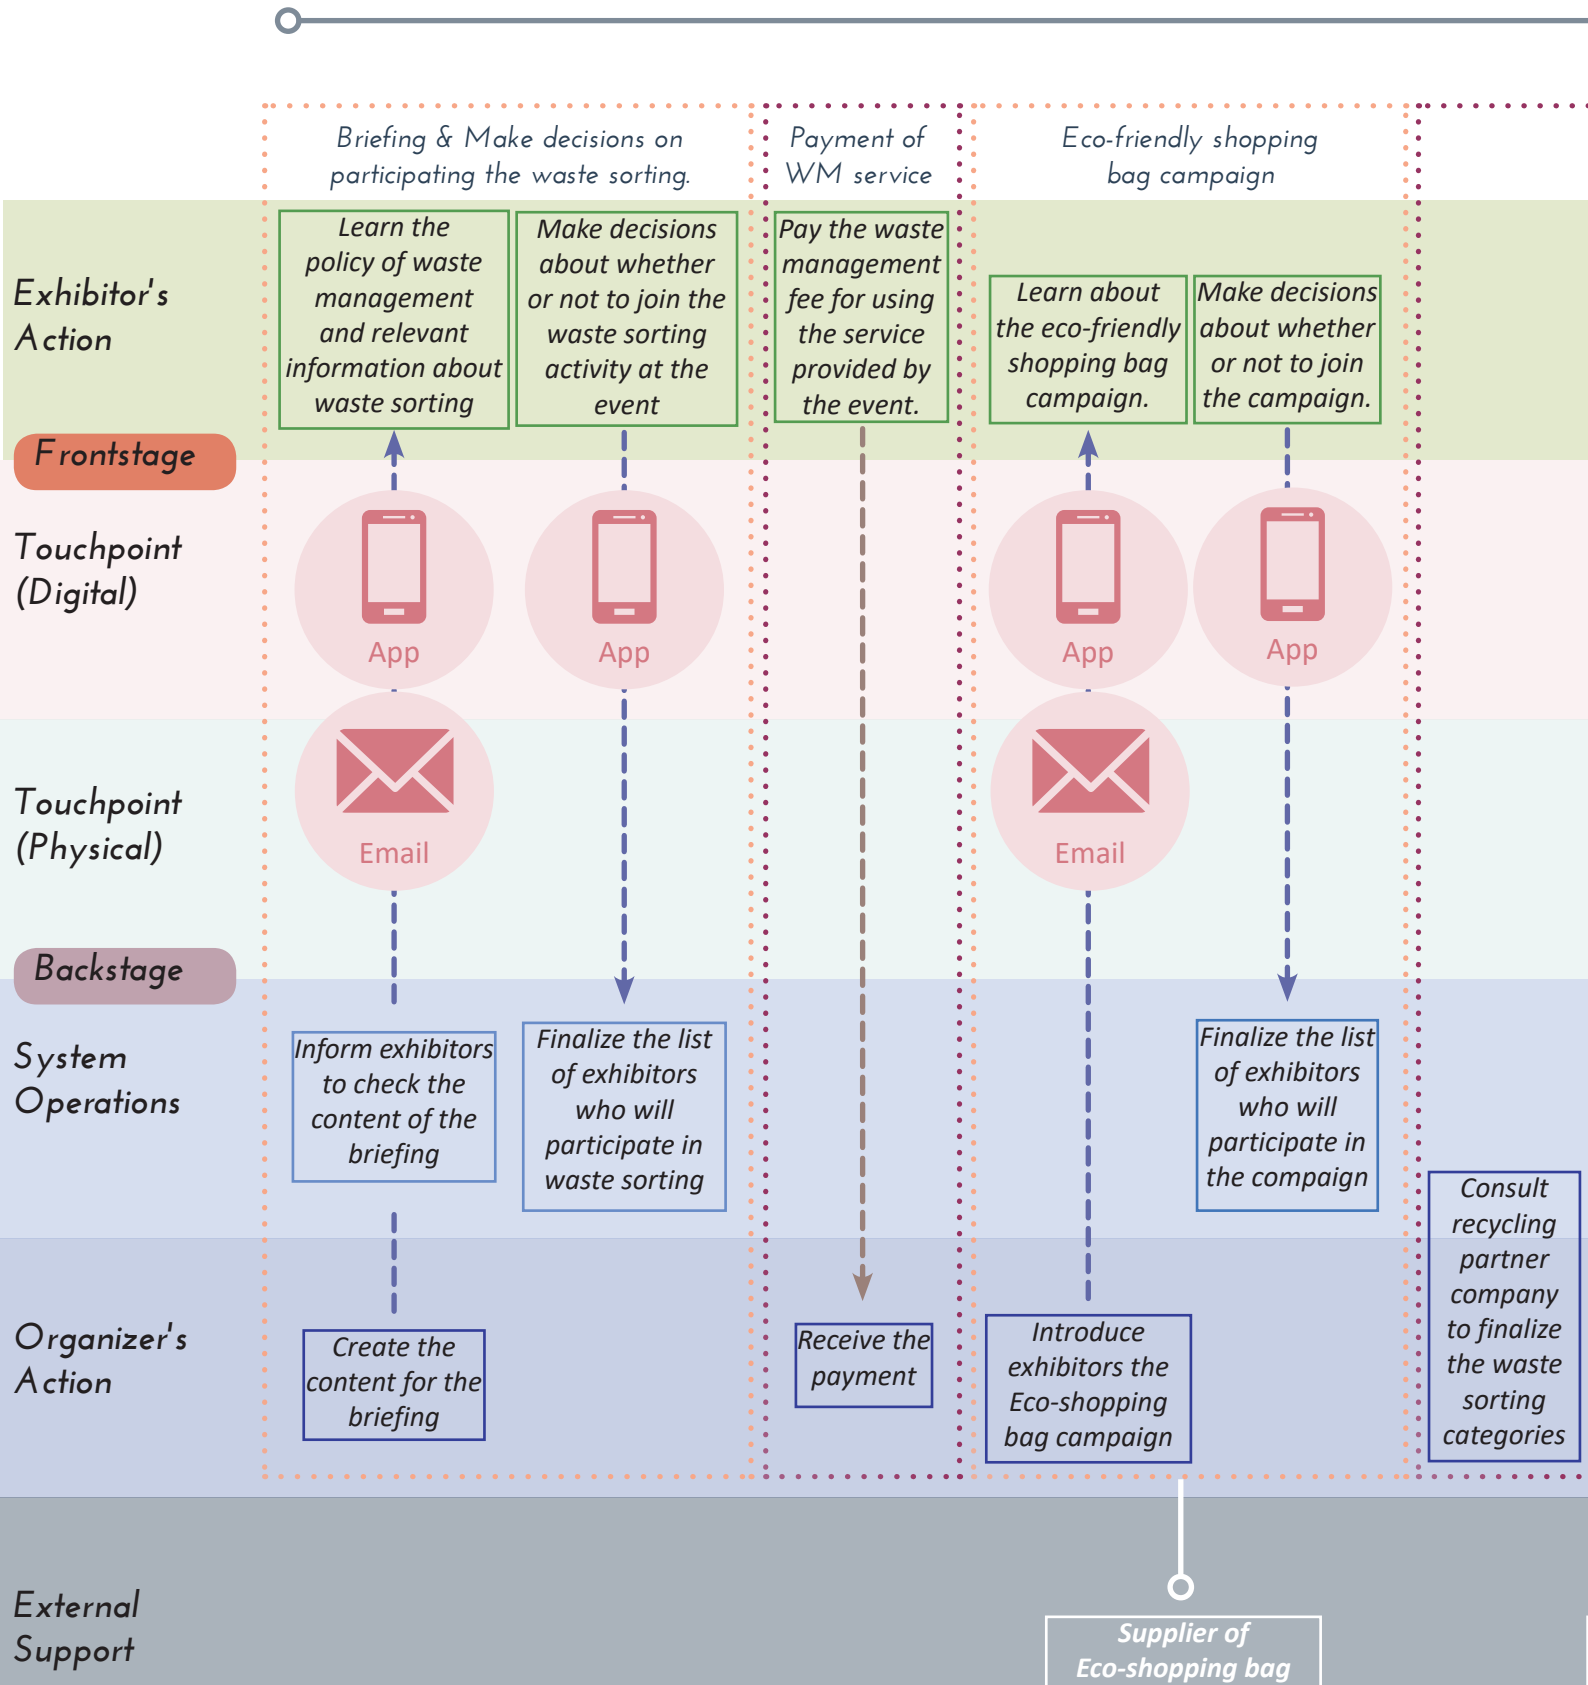 Briefing & Make decisions on
participating the waste sorting.
Payment of
WM service
Eco-friendly shopping
bag campaign
Exhibitor's
Action
Learn the
policy of waste
management
and relevant
information about
waste sorting
Make decisions
about whether
or not to join the
waste sorting
activity at the
event
Pay the waste
management
fee for using
the service
provided by
the event.
Learn about
the eco-friendly
shopping bag
campaign.
Make decisions
about whether
or not to join
the campaign.
Frontstage
Touchpoint
(Digital)
App
App
App
App
Touchpoint
(Physical)
Email
Email
Backstage
System
Operations
Inform exhibitors
to check the
content of the
briefing
Finalize the list
of exhibitors
who will
participate in
waste sorting
Finalize the list
of exhibitors
who will
participate in
the compaign
Consult
recycling
partner
company
to finalize
the waste
sorting
categories
Organizer's
Action
Create the
content for the
briefing
Receive the
payment
Introduce
exhibitors the
Eco-shopping
bag campaign
External
Support
Supplier of
Eco-shopping bag